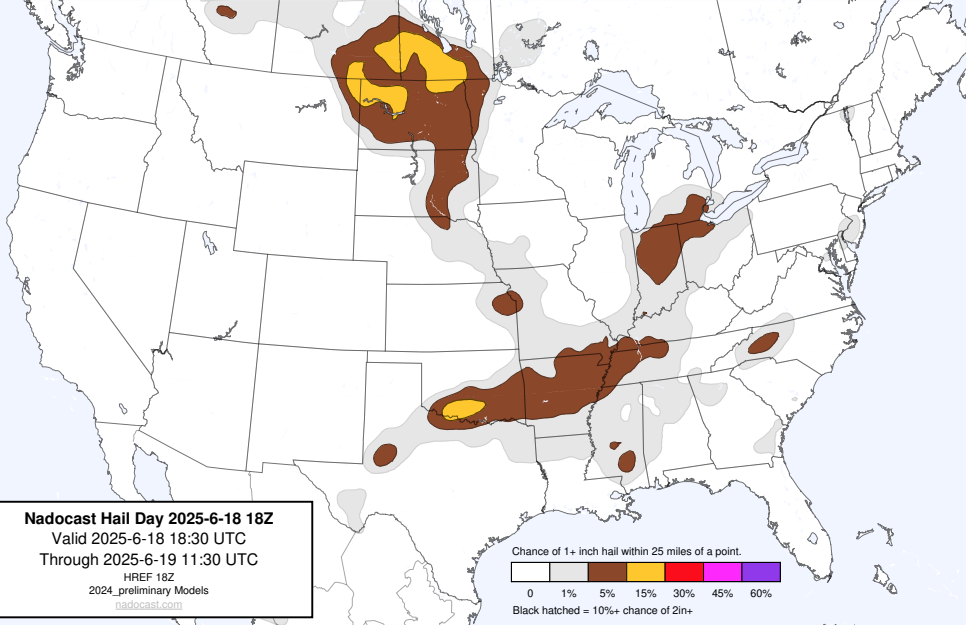 Nadocast Hail Day 2025-6-18 18Z
Valid 2025-6-18 18:30 UTC
Through 2025-6-19 11:30 UTC
HREF 18Z
2024_preliminary Models
nadocast.com
Chance of 1+ inch hail within 25 miles of a point.
0 1% 5% 15% 30% 45% 60%
Black hatched = 10%+ chance of 2in+